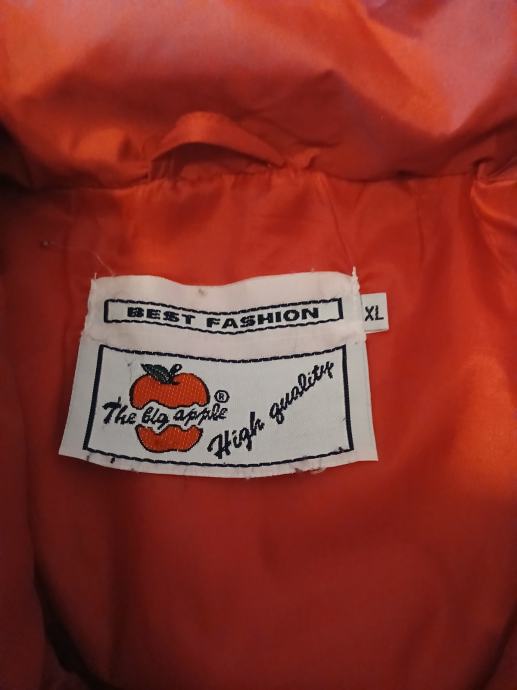 BEST FASHION
XL
The big apple ®
High quality